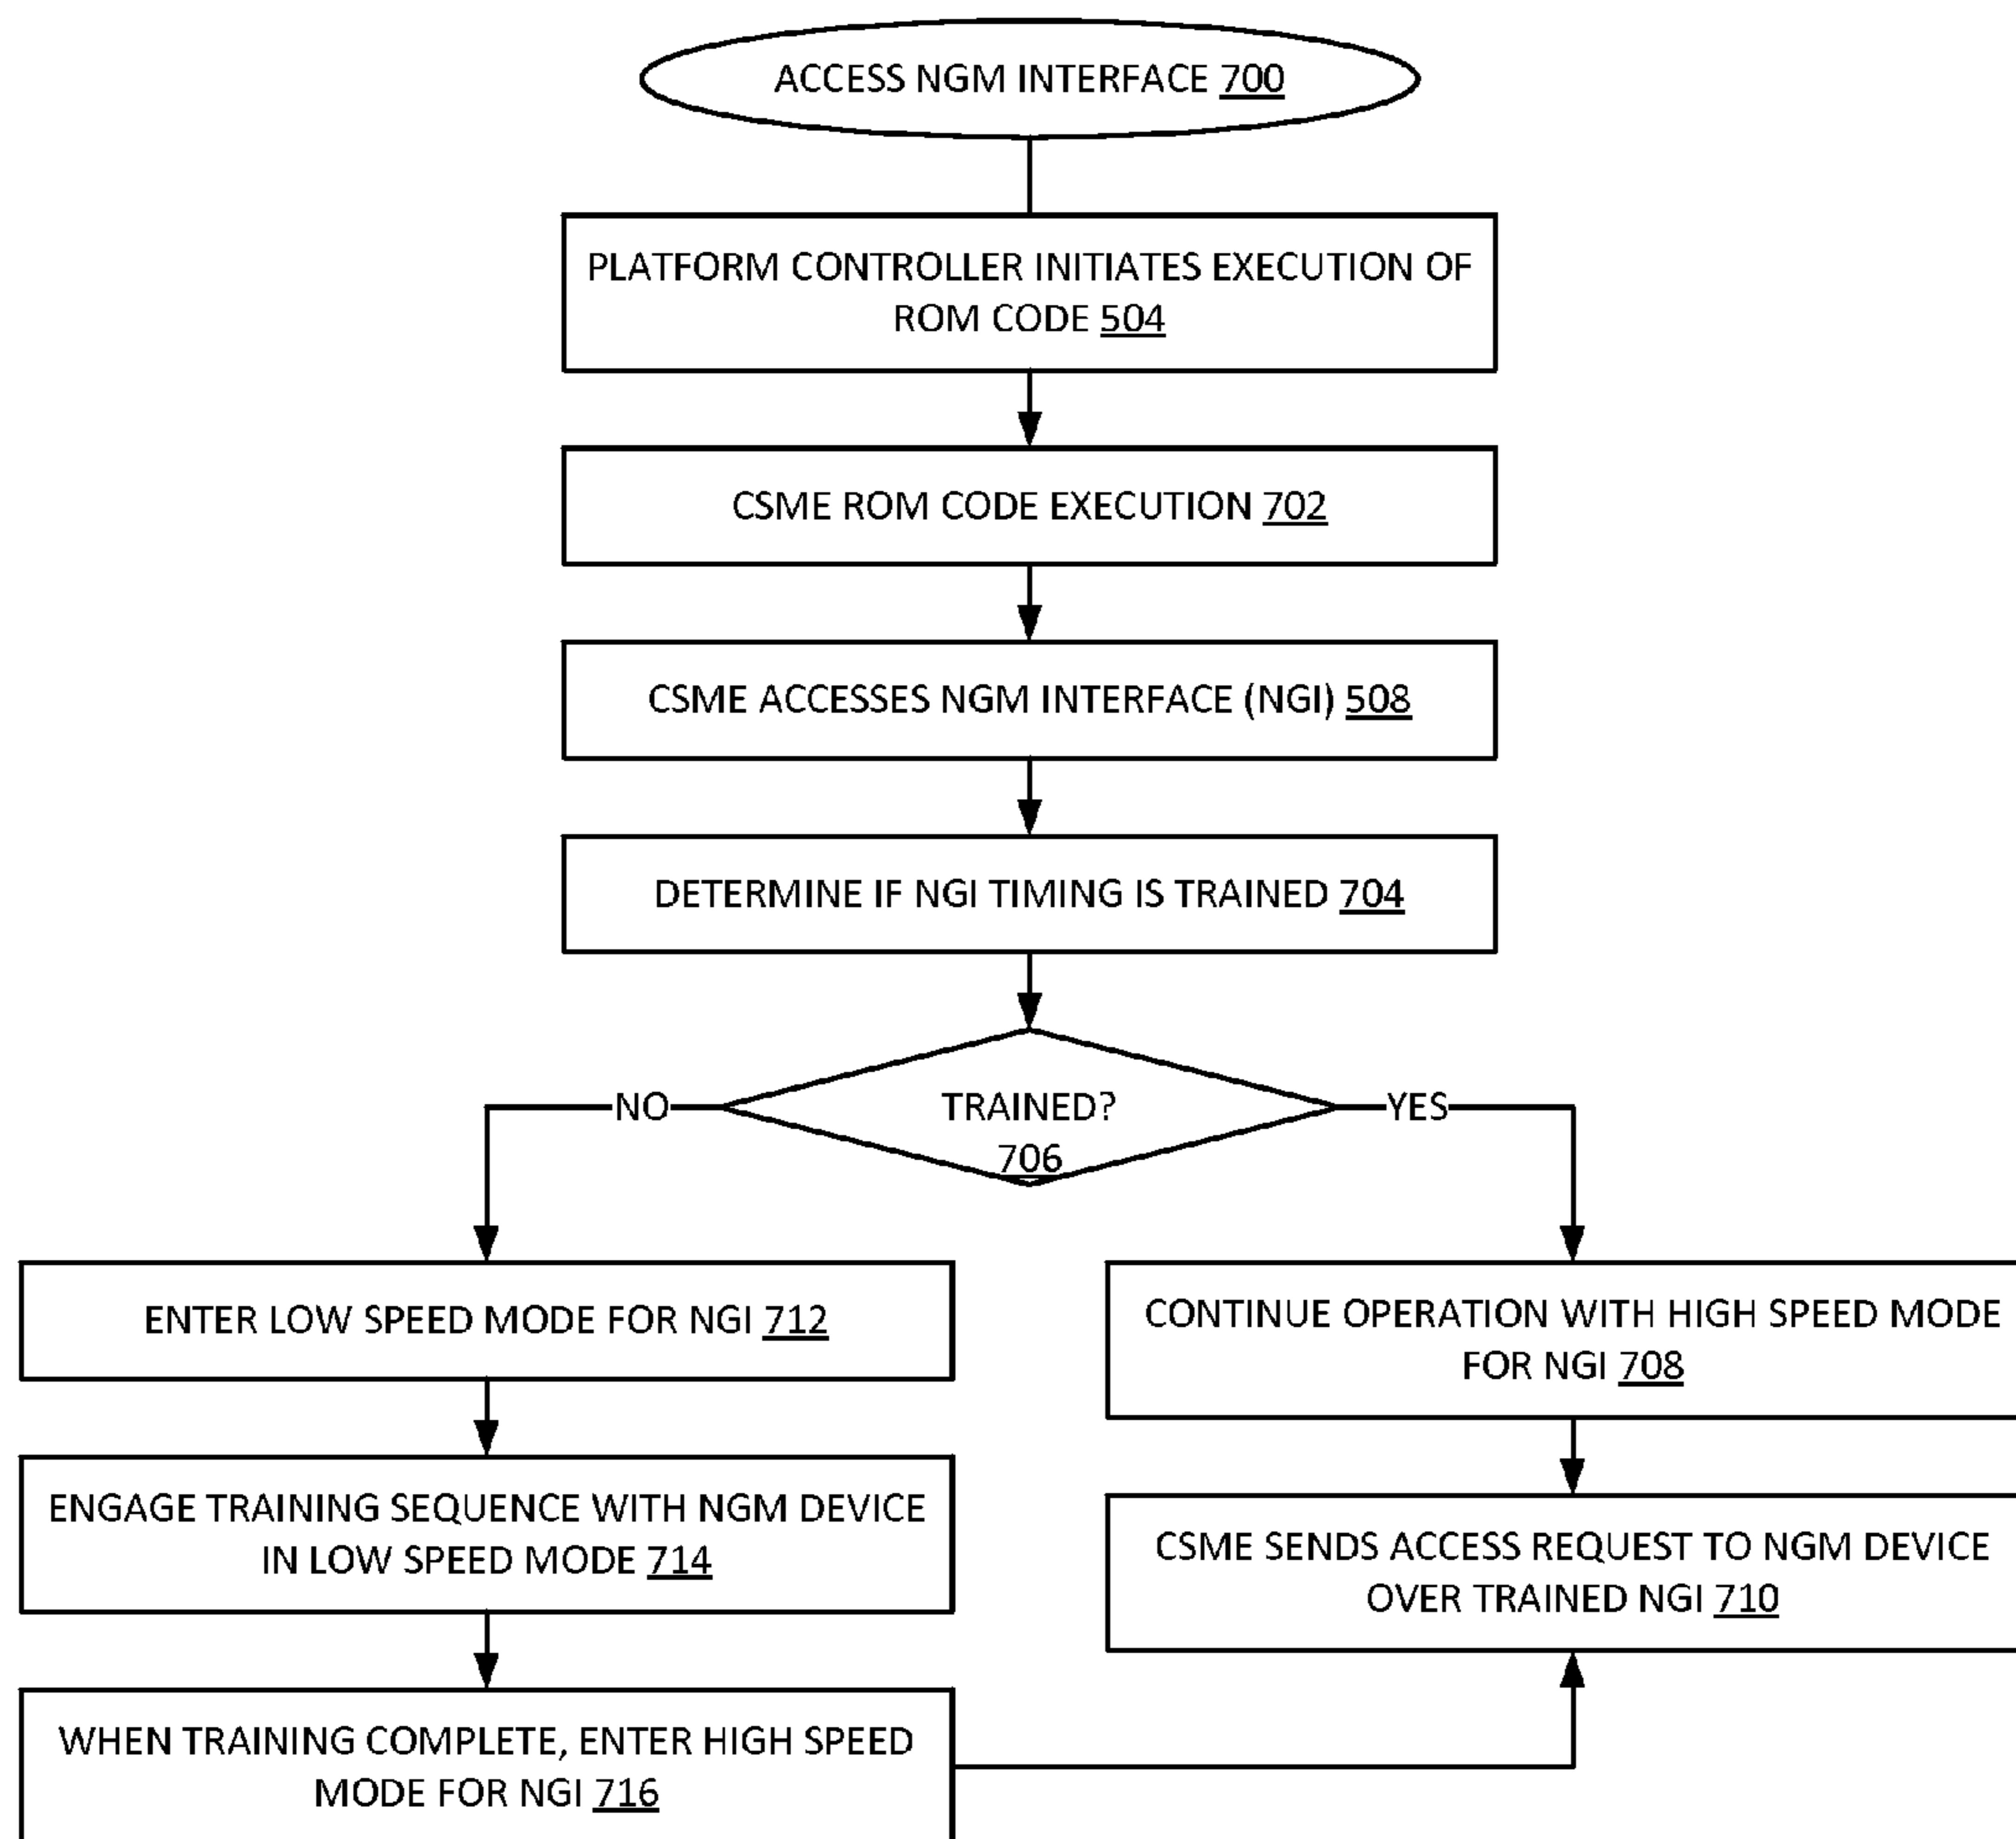 ACCESS NGM INTERFACE 700
PLATFORM CONTROLLER INITIATES EXECUTION OF
ROM CODE 504
CSME ROM CODE EXECUTION 702
CSME ACCESSES NGM INTERFACE (NGI) 508
DETERMINE IF NGI TIMING IS TRAINED 704
TRAINED?
706
NO
YES
ENTER LOW SPEED MODE FOR NGI 712
ENGAGE TRAINING SEQUENCE WITH NGM DEVICE
IN LOW SPEED MODE 714
WHEN TRAINING COMPLETE, ENTER HIGH SPEED
MODE FOR NGI 716
CONTINUE OPERATION WITH HIGH SPEED MODE
FOR NGI 708
CSME SENDS ACCESS REQUEST TO NGM DEVICE
OVER TRAINED NGI 710